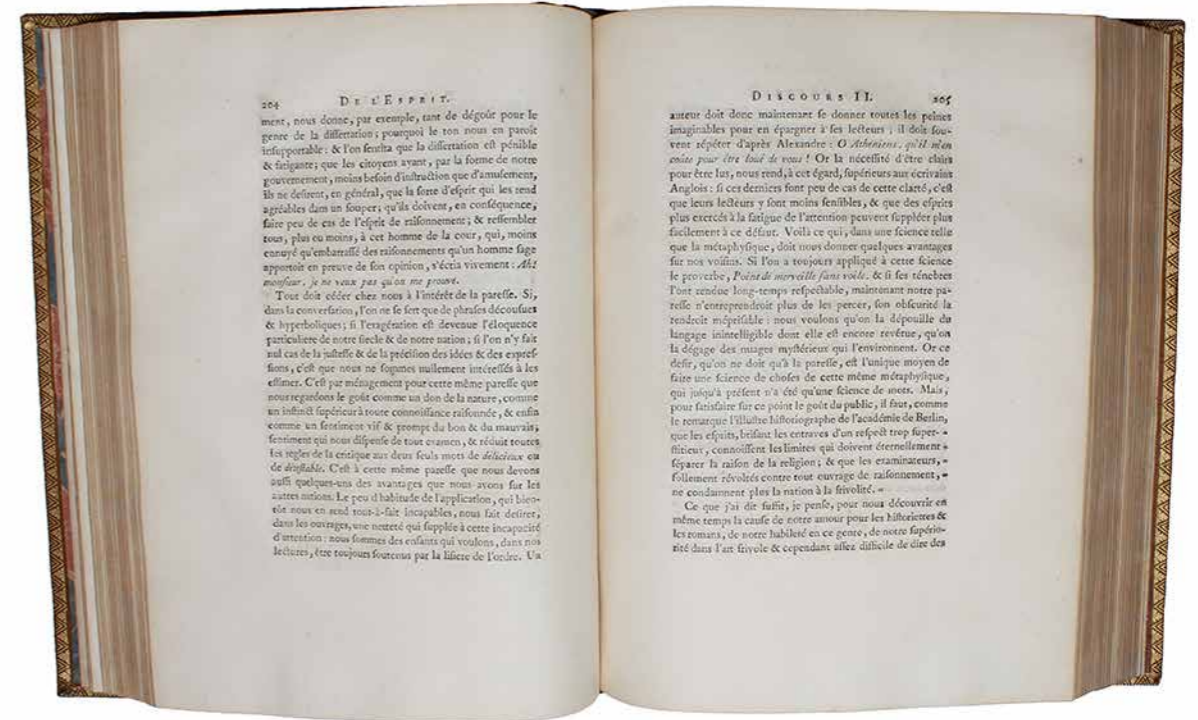 204 DE L'ESPRIT.
ment, nous donne, par exemple, tant de dégoût pour le
genre de la dissertation ; pourquoi le ton nous en paroît
insupportable : & l'on sentira que la dissertation est pénible
& fatigante ; que les citoyens ayant, par la forme de notre
gouvernement, moins besoin d'instruction que d'amusement,
ils ne desirent, en général, que la sorte d'esprit qui les rend
agréables dans un souper ; qu'ils doivent, en conséquence,
faire peu de cas de l'esprit de raisonnement ; & ressembler
tous, plus ou moins, à cet homme de la cour, qui, moins
ennuyé qu'embarrassé des raisonnements qu'un homme sage
apportoit en preuve de son opinion, s'écria vivement : Ah!
monsieur, je ne veux pas qu'on me prouve.
Tout doit céder chez nous à l'intérêt de la paresse. Si,
dans la conversation, l'on ne se sert que de phrases décousues
& hyperboliques ; si l'exagération est devenue l'éloquence
particuliere de notre siecle & de notre nation ; si l'on n'y fait
nul cas de la justesse & de la précision des idées & des expres-
sions, c'est que nous ne sommes nullement intéressés à les
estimer. C'est par ménagement pour cette même paresse que
nous regardons le goût comme un don de la nature, comme
un instinct supérieur à toute connoissance raisonnée, & enfin
comme un sentiment vif & prompt du bon & du mauvais,
sentiment qui nous dispense de tout examen, & réduit toutes
les règles de la critique aux deux seuls mots de délicieux ou
de détestable. C'est à cette même paresse que nous devons
aussi quelques-uns des avantages que nous avons sur les
autres nations. Le peu d'habitude de l'application, qui bien-
tôt nous en rend tout-à-fait incapables, nous fait desirer,
dans les ouvrages, une netteté qui supplée à cette incapacité
d'attention : nous sommes des enfants qui voulons, dans nos
lectures, être toujours soutenus par la lisiere de l'ordre. Un
DISCOURS II. 205
auteur doit donc maintenant se donner toutes les peines
imaginables pour en épargner à ses lecteurs ; il doit sou-
vent répéter d'après Alexandre : O Athéniens, qu'il m'en
coûte pour être loué de vous ! Or la nécessité d'être clairs
pour être lus, nous rend, à cet égard, supérieurs aux écrivains
Anglois : si ces derniers font peu de cas de cette clarté, c'est
que leurs lecteurs y sont moins sensibles, & que des esprits
plus exercés à la fatigue de l'attention peuvent suppléer plus
facilement à ce défaut. Voilà ce qui, dans une science telle
que la métaphysique, doit nous donner quelques avantages
sur nos voisins. Si l'on a toujours appliqué à cette science
le proverbe, Point de merveille sans voile, & si ses ténebres
l'ont rendue long-temps respectable, maintenant notre pa-
resse n'entreprendroit plus de les percer, son obscurité la
rendroit méprisable : nous voulons qu'on la dépouille du
langage inintelligible dont elle est encore revêtue, qu'on
la dégage des nuages mystérieux qui l'environnent. Or ce
desir, qu'on ne doit qu'à la paresse, est l'unique moyen de
faire une science de choses de cette même métaphysique,
qui jusqu'à présent n'a été qu'une science de mots. Mais,
pour satisfaire sur ce point le goût du public, il faut, comme
le remarque l'illustre historiographe de l'académie de Berlin,
que les esprits, brisant les entraves d'un respect trop super- «
stitieux, connoissent les limites qui doivent éternellement «
séparer la raison de la religion ; & que les examinateurs, «
follement révoltés contre tout ouvrage de raisonnement, «
ne condamnent plus la nation à la frivolité. «
Ce que j'ai dit suffit, je pense, pour nous découvrir en
même temps la cause de notre amour pour les historiettes &
les romans, de notre habileté en ce genre, de notre supério-
rité dans l'art frivole & cependant assez difficile de dire des